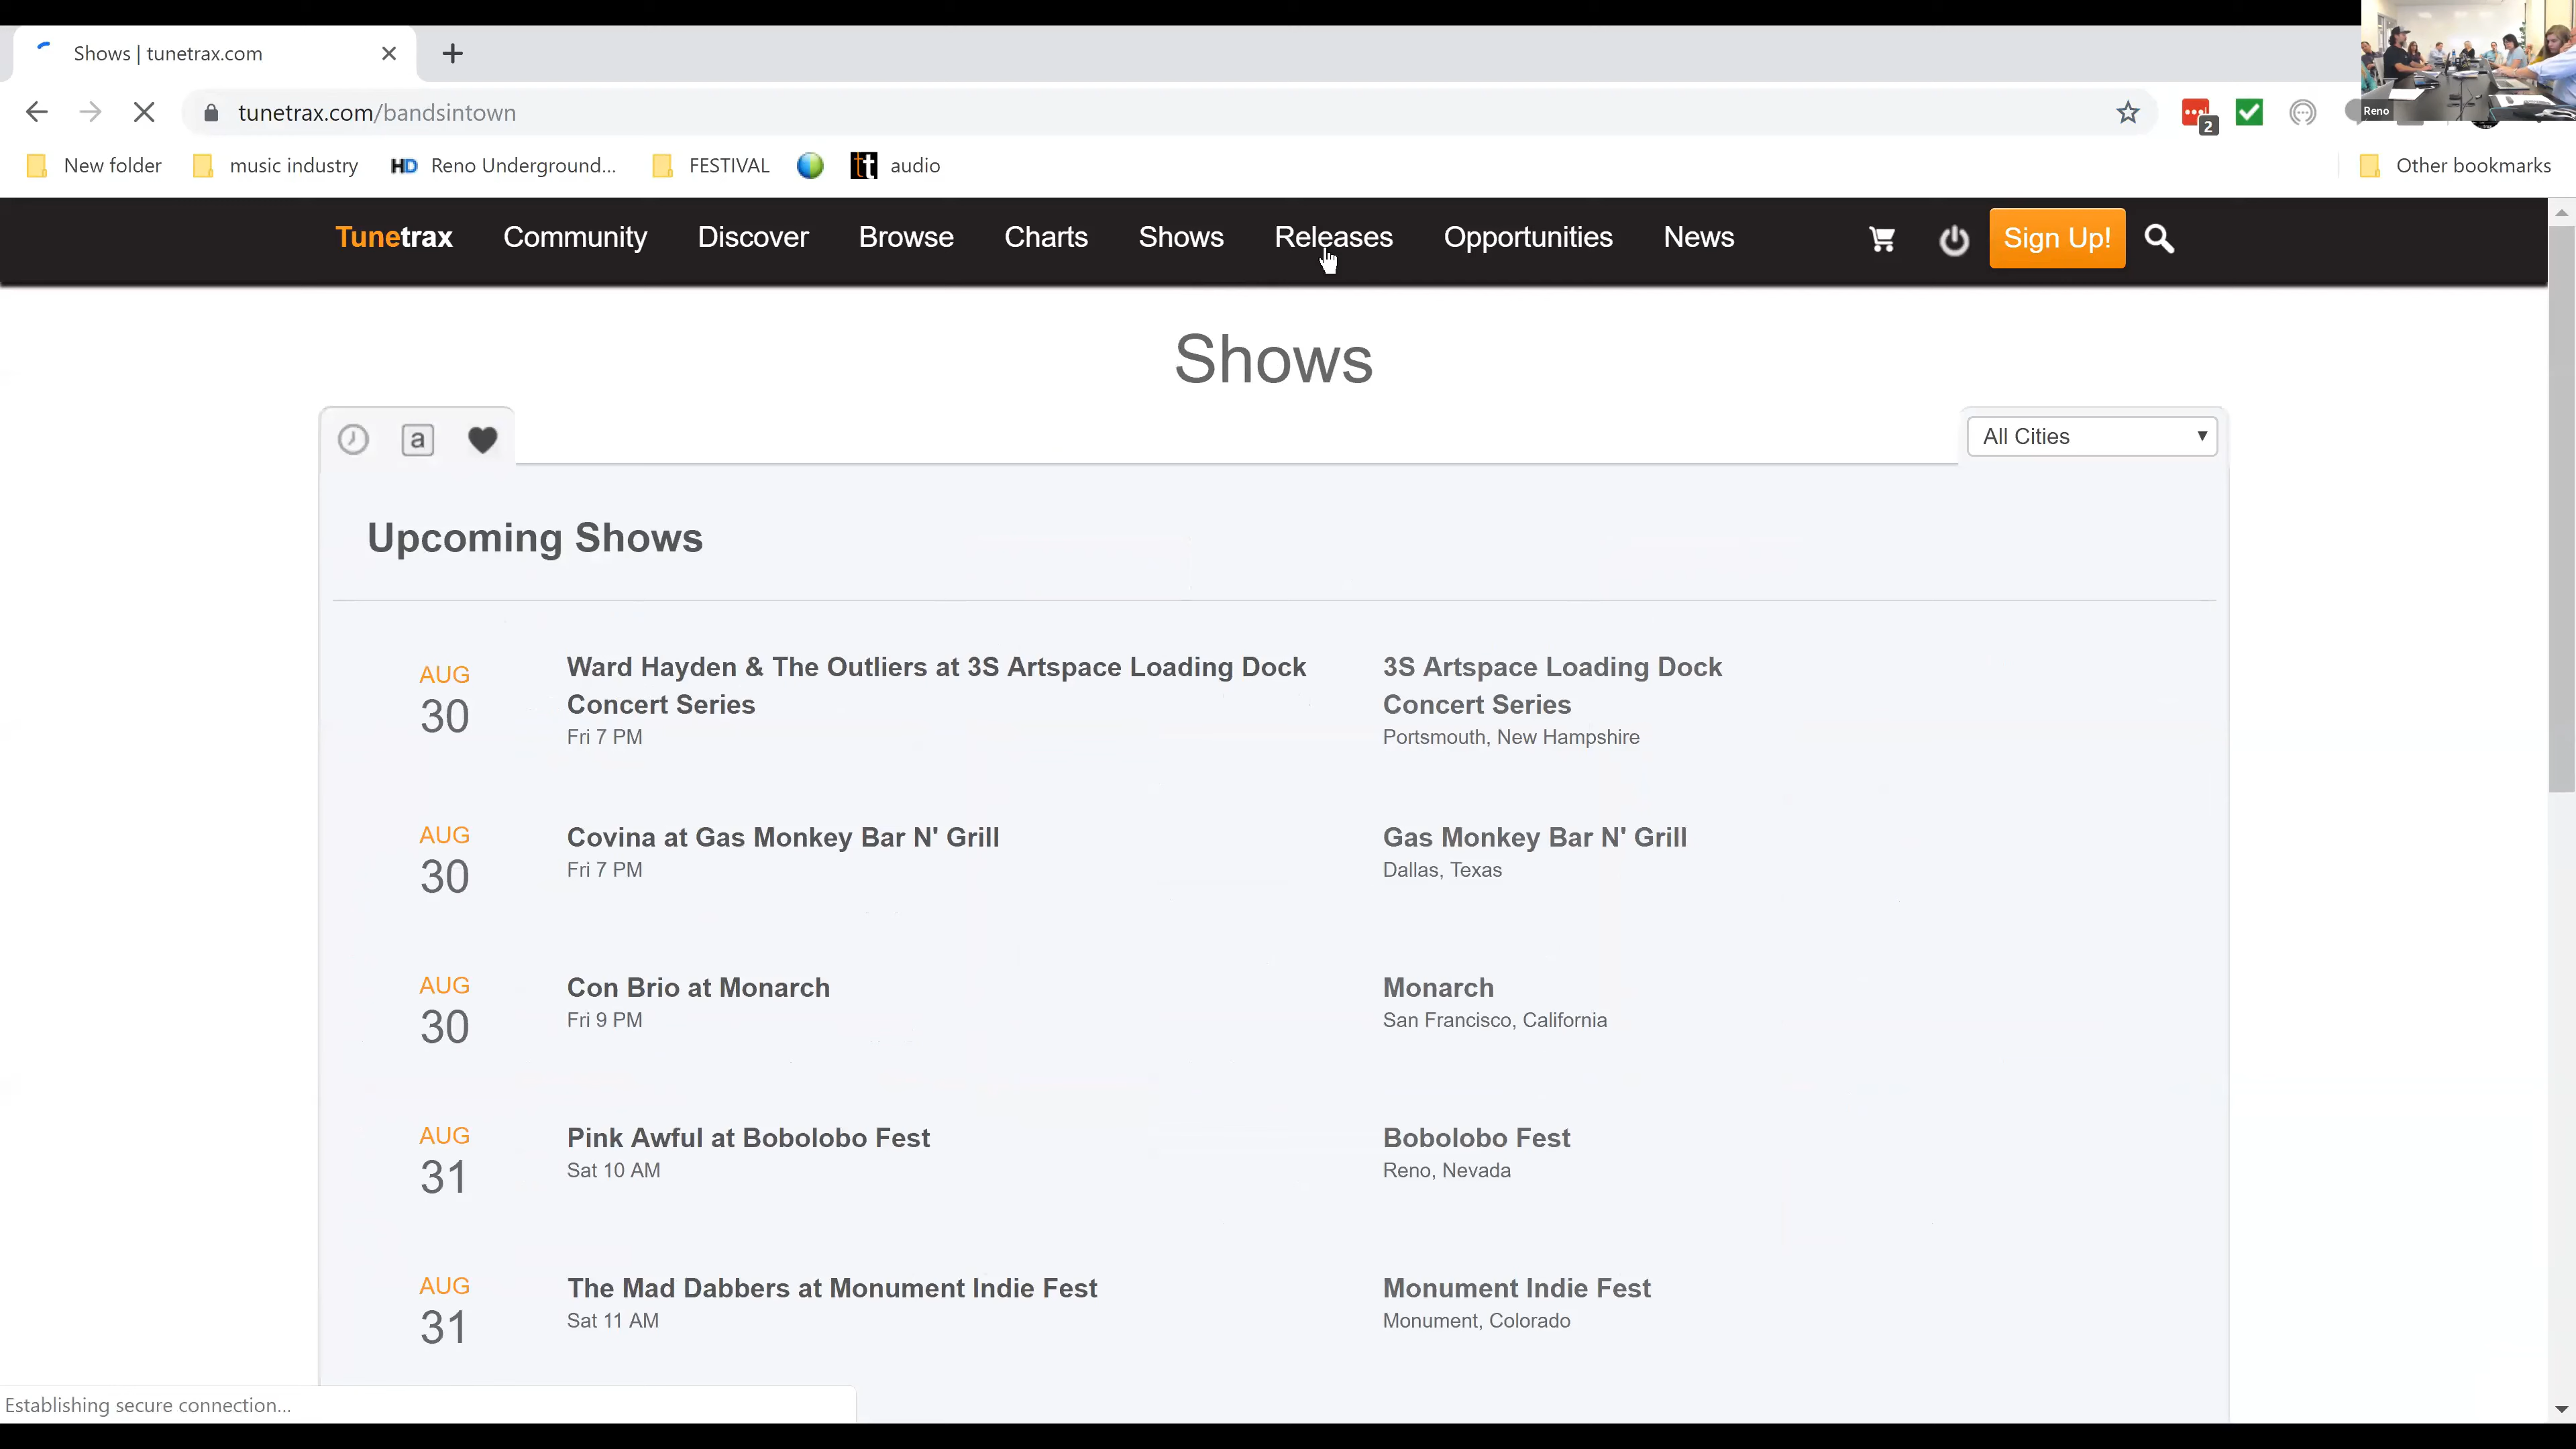 Shows | tunetrax.com
tunetrax.com/bandsintown
2
Reno
New folder
music industry
HD Reno Underground...
FESTIVAL
tt audio
Other bookmarks
Tunetrax Community Discover Browse Charts Shows Releases Opportunities News Sign Up!
Shows
a
All Cities
Upcoming Shows
AUG
30
Ward Hayden & The Outliers at 3S Artspace Loading Dock
Concert Series
Fri 7 PM
3S Artspace Loading Dock
Concert Series
Portsmouth, New Hampshire
AUG
30
Covina at Gas Monkey Bar N' Grill
Fri 7 PM
Gas Monkey Bar N' Grill
Dallas, Texas
AUG
30
Con Brio at Monarch
Fri 9 PM
Monarch
San Francisco, California
AUG
31
Pink Awful at Bobolobo Fest
Sat 10 AM
Bobolobo Fest
Reno, Nevada
AUG
31
The Mad Dabbers at Monument Indie Fest
Sat 11 AM
Monument Indie Fest
Monument, Colorado
Establishing secure connection...